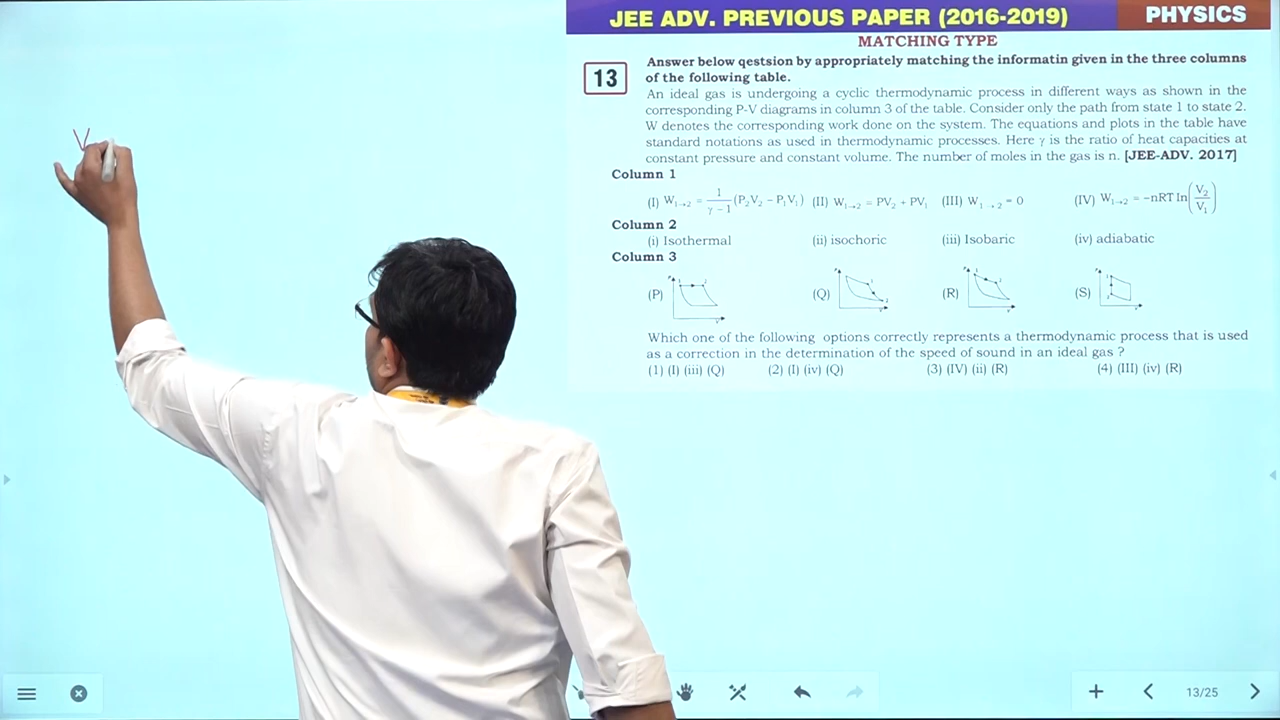 JEE ADV. PREVIOUS PAPER (2016-2019)
PHYSICS
MATCHING TYPE
13
Answer below qestsion by appropriately matching the informatin given in the three columns
of the following table.
An ideal gas is undergoing a cyclic thermodynamic process in different ways as shown in the
corresponding P-V diagrams in column 3 of the table. Consider only the path from state 1 to state 2.
W denotes the corresponding work done on the system. The equations and plots in the table have
standard notations as used in thermodynamic processes. Here γ is the ratio of heat capacities at
constant pressure and constant volume. The number of moles in the gas is n. [JEE-ADV. 2017]
Column 1
(I) W₁→₂ = 1/(γ – 1) (P₂V₂ – P₁V₁) (II) W₁→₂ = PV₂ + PV₁ (III) W₁→₂ = 0 (IV) W₁→₂ = –nRT ln(V₂/V₁)
Column 2
(i) Isothermal (ii) isochoric (iii) Isobaric (iv) adiabatic
Column 3
(P) (Q) (R) (S)
Which one of the following options correctly represents a thermodynamic process that is used
as a correction in the determination of the speed of sound in an ideal gas ?
(1) (I) (iii) (Q) (2) (I) (iv) (Q) (3) (IV) (ii) (R) (4) (III) (iv) (R)
V
13/25